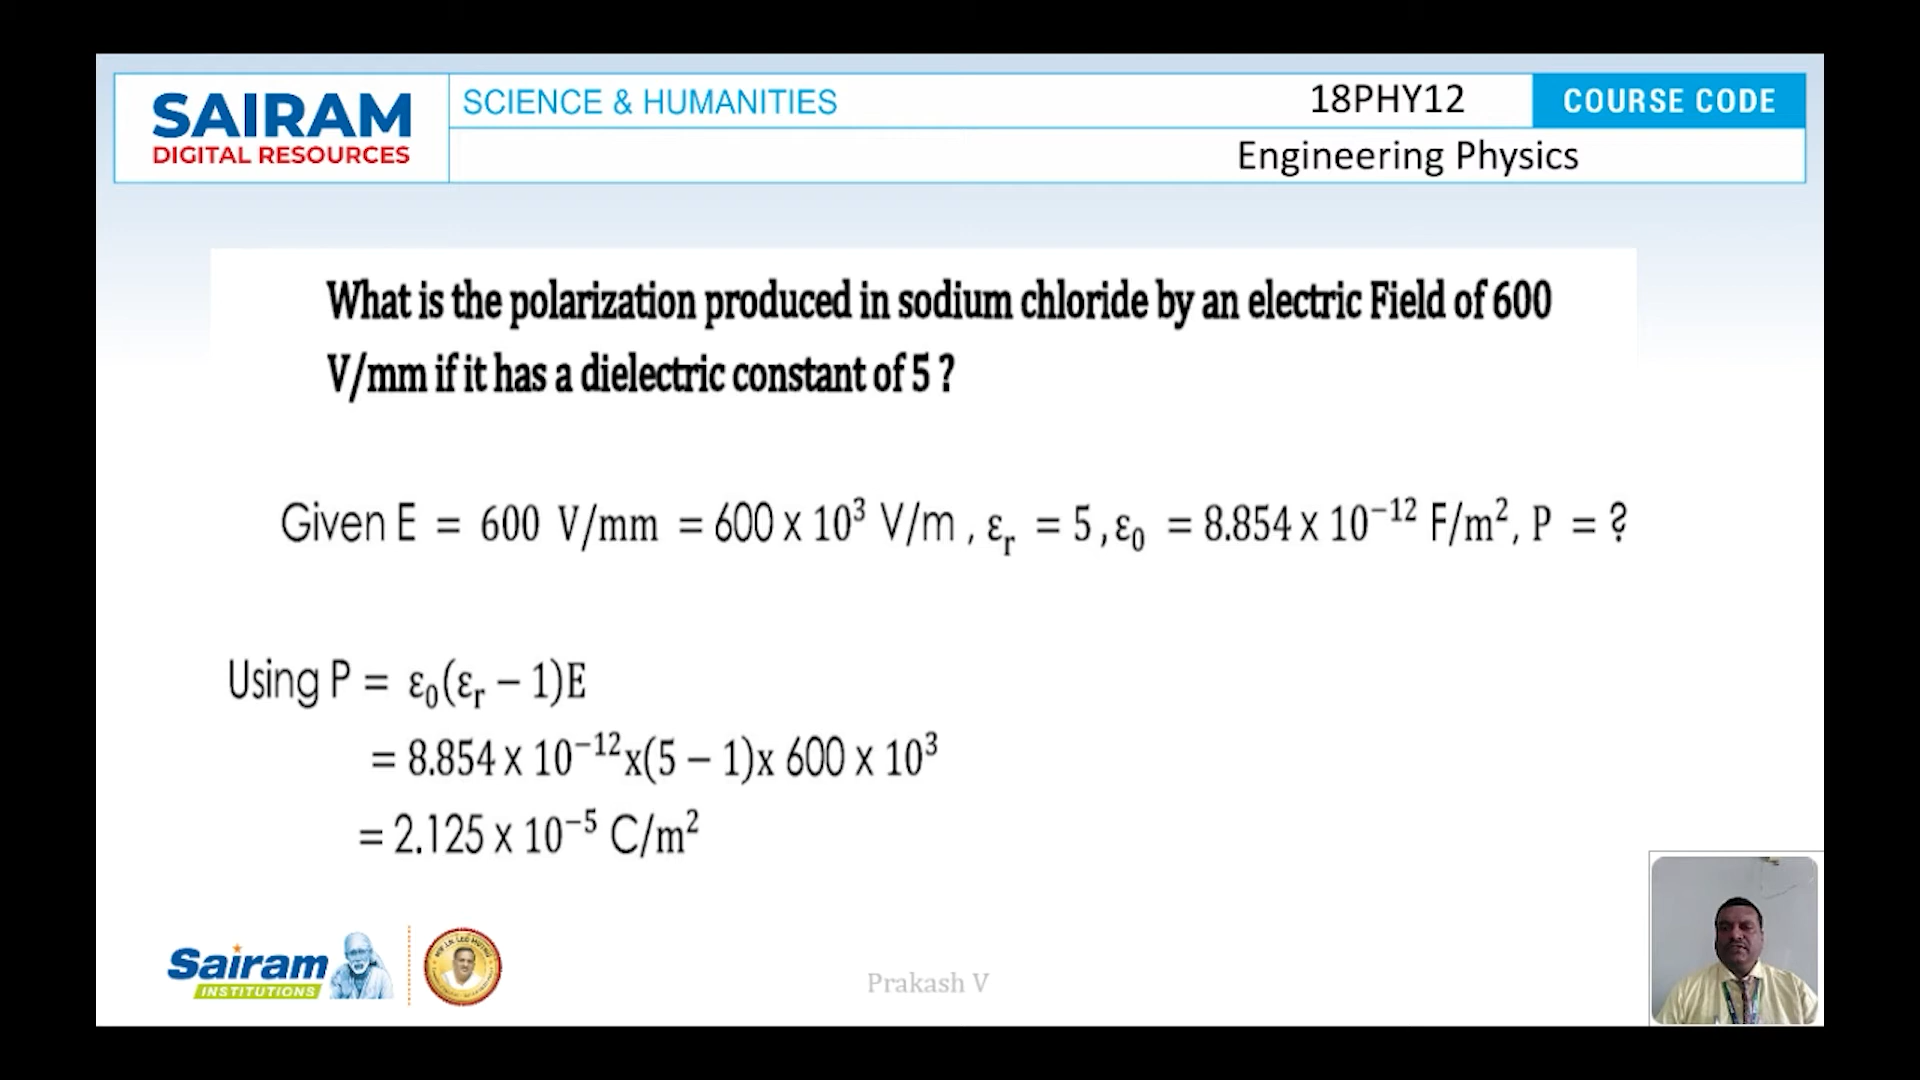 SAIRAM
DIGITAL RESOURCES
SCIENCE & HUMANITIES
18PHY12
COURSE CODE
Engineering Physics
What is the polarization produced in sodium chloride by an electric Field of 600
V/mm if it has a dielectric constant of 5 ?
Given E = 600 V/mm = 600 x 10³ V/m , εᵣ = 5 , ε₀ = 8.854 x 10⁻¹² F/m², P = ?
Using P = ε₀(εᵣ − 1)E
= 8.854 x 10⁻¹²x(5 − 1)x 600 x 10³
= 2.125 x 10⁻⁵ C/m²
Sairam
INSTITUTIONS
Prakash V